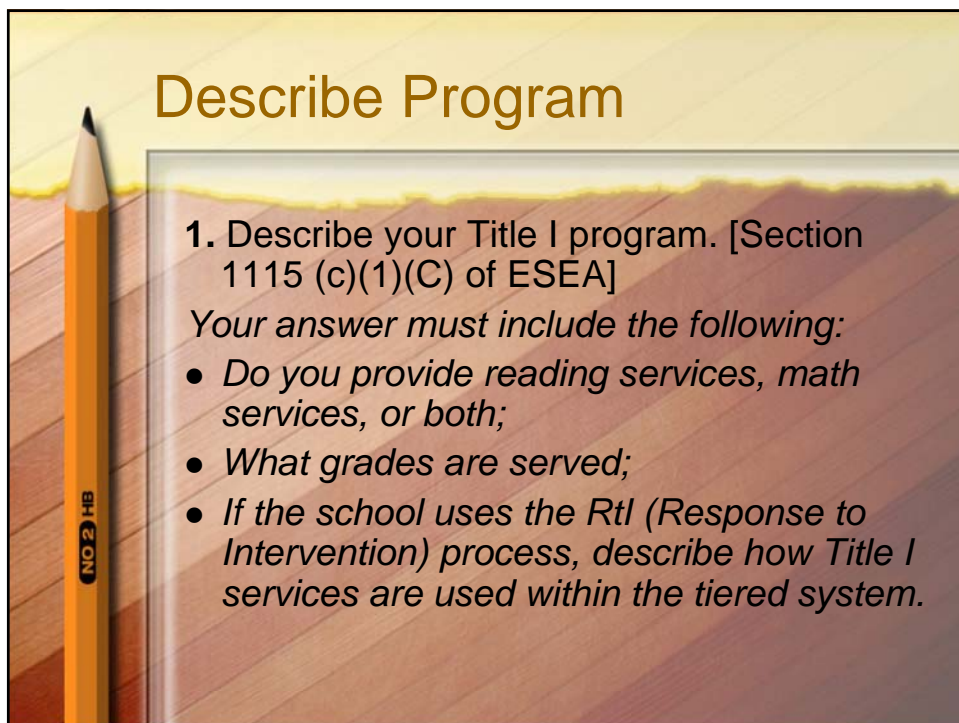 Describe Program
1. Describe your Title I program. [Section
1115 (c)(1)(C) of ESEA]
Your answer must include the following:
● Do you provide reading services, math
services, or both;
● What grades are served;
● If the school uses the RtI (Response to
Intervention) process, describe how Title I
services are used within the tiered system.
NO 2 HB